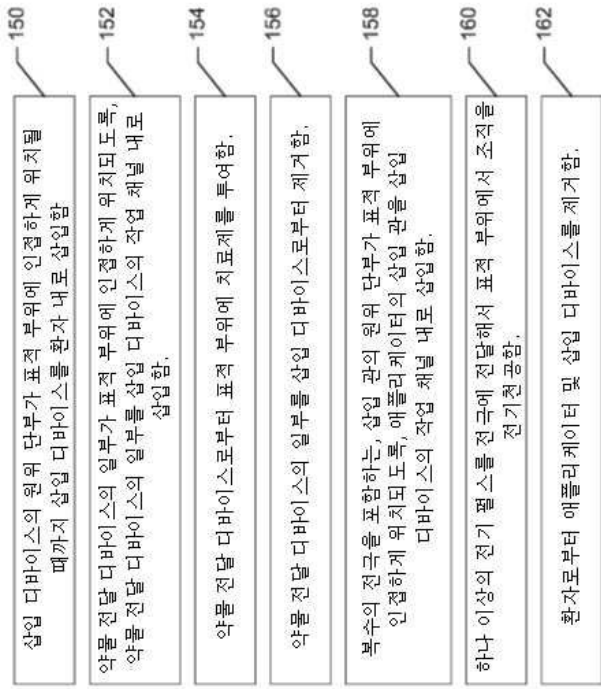 삽입 디바이스의 원위 단부가 표적 부위에 인접하게 위치될
때까지 삽입 디바이스를 환자 내로 삽입함
150
약물 전달 디바이스의 일부가 표적 부위에 인접하게 위치되도록,
약물 전달 디바이스의 일부를 삽입 디바이스의 작업 채널 내로
삽입함.
152
약물 전달 디바이스로부터 표적 부위에 치료제를 투여함.
154
약물 전달 디바이스의 일부를 삽입 디바이스로부터 제거함.
156
복수의 전극을 포함하는, 삽입 관의 원위 단부가 표적 부위에
인접하게 위치되도록, 애플리케이터의 삽입 관을 삽입
디바이스의 작업 채널 내로 삽입함.
158
하나 이상의 전기 펄스를 전극에 전달해서 표적 부위에서 조직을
전기천공함.
160
환자로부터 애플리케이터 및 삽입 디바이스를 제거함.
162